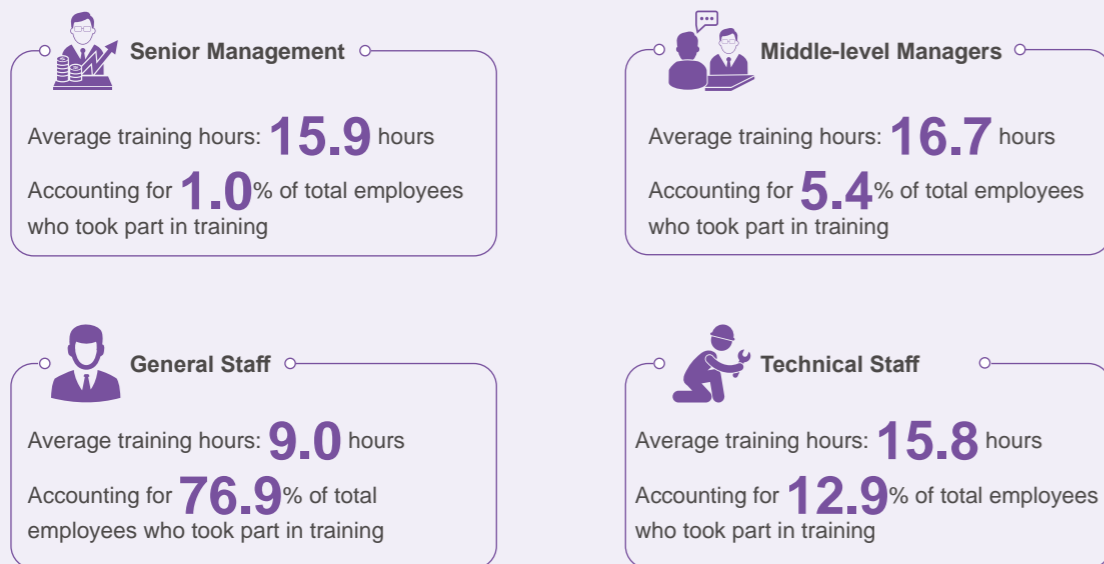 Senior Management
Average training hours: 15.9 hours
Accounting for 1.0% of total employees
who took part in training
Middle-level Managers
Average training hours: 16.7 hours
Accounting for 5.4% of total employees
who took part in training
General Staff
Average training hours: 9.0 hours
Accounting for 76.9% of total
employees who took part in training
Technical Staff
Average training hours: 15.8 hours
Accounting for 12.9% of total employees
who took part in training